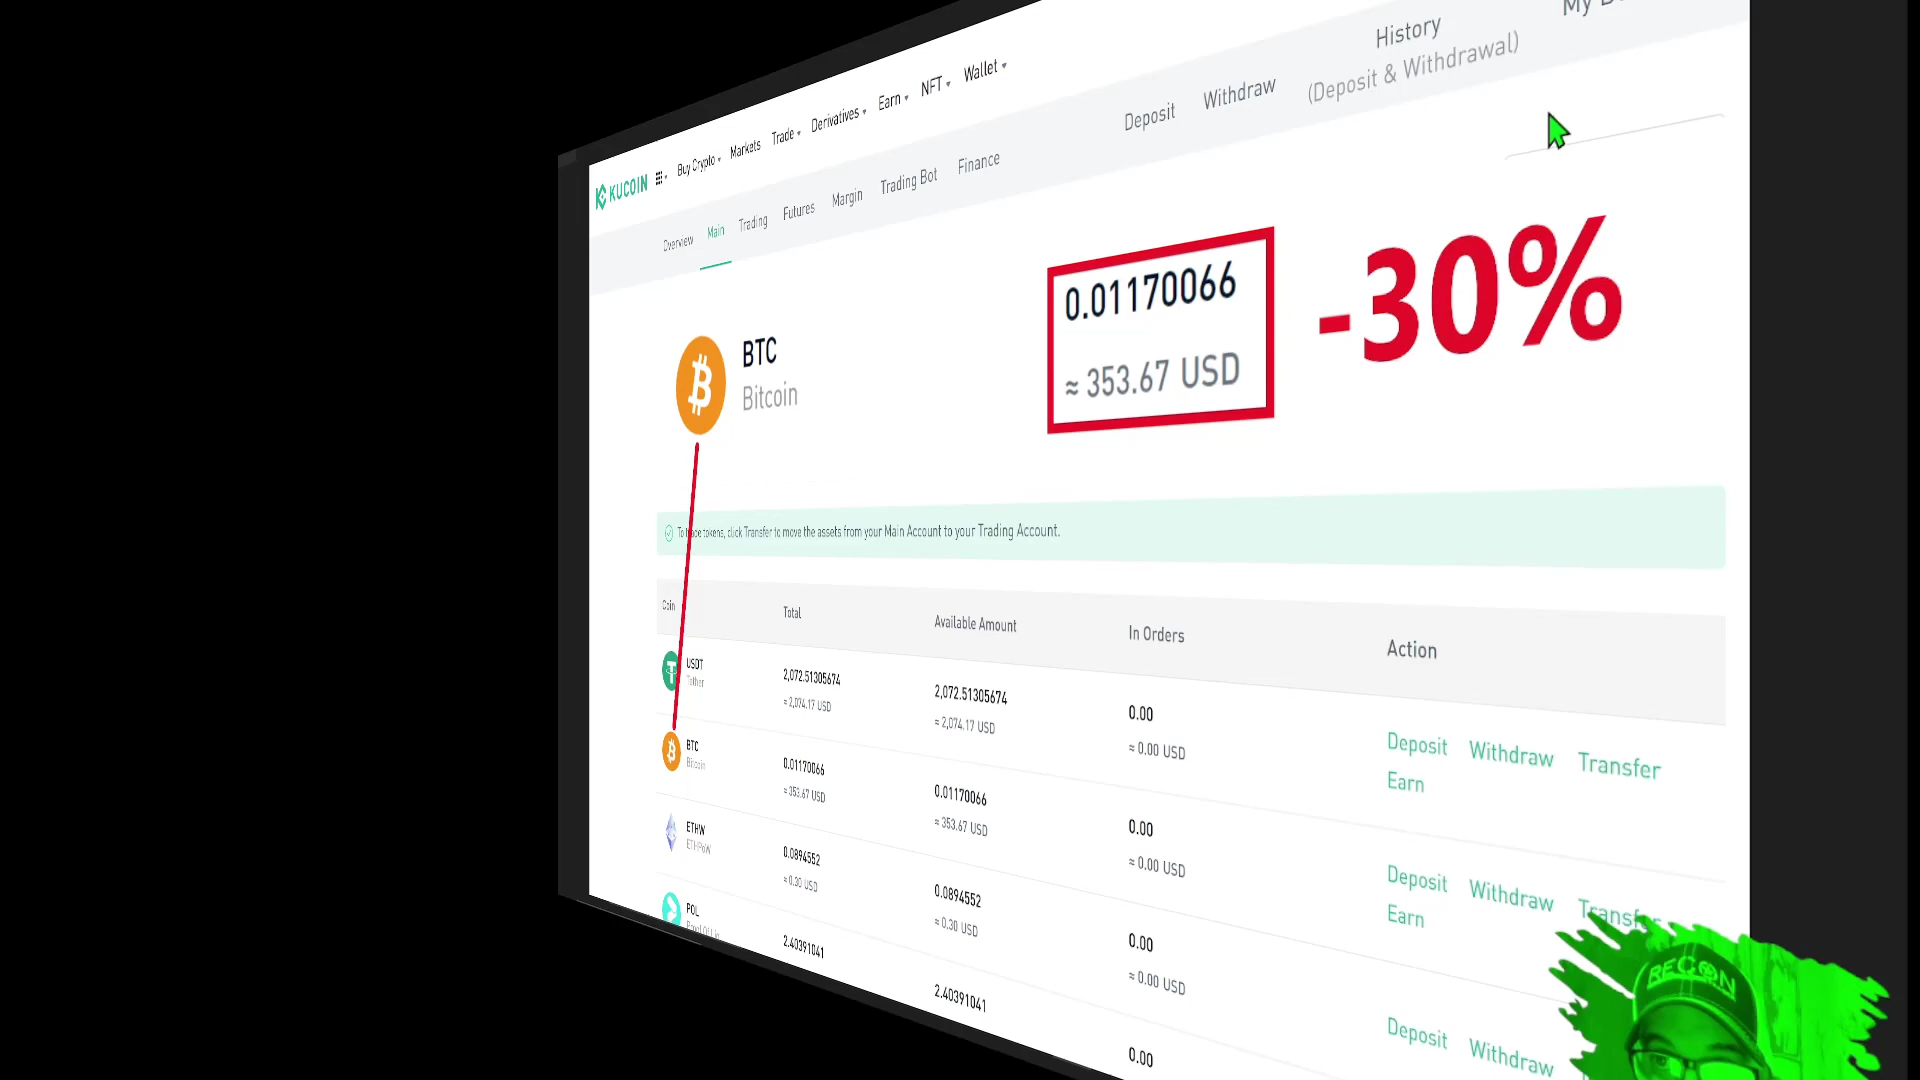 KUCOIN
Buy Crypto
Markets
Trade
Derivatives
Earn
NFT
Wallet
Overview
Main
Trading
Futures
Margin
Trading Bot
Finance
Deposit
Withdraw
History
(Deposit & Withdrawal)
My
BTC
Bitcoin
0.01170066
≈ 353.67 USD
-30%
To trade tokens, click Transfer to move the assets from your Main Account to your Trading Account.
Coin Total Available Amount In Orders Action
USDT 2,072.51305674 2,072.51305674 0.00 Deposit Withdraw Transfer
Tether ≈ 2,074.17 USD ≈ 2,074.17 USD ≈ 0.00 USD Earn
BTC 0.01170066 0.01170066 0.00 Deposit Withdraw Transfer
Bitcoin ≈ 353.67 USD ≈ 353.67 USD ≈ 0.00 USD Earn
ETHW 0.0894552 0.0894552 0.00 Deposit Withdraw
ETHPoW ≈ 0.30 USD ≈ 0.30 USD ≈ 0.00 USD
POL 2.40391041 2.40391041 0.00
RECON